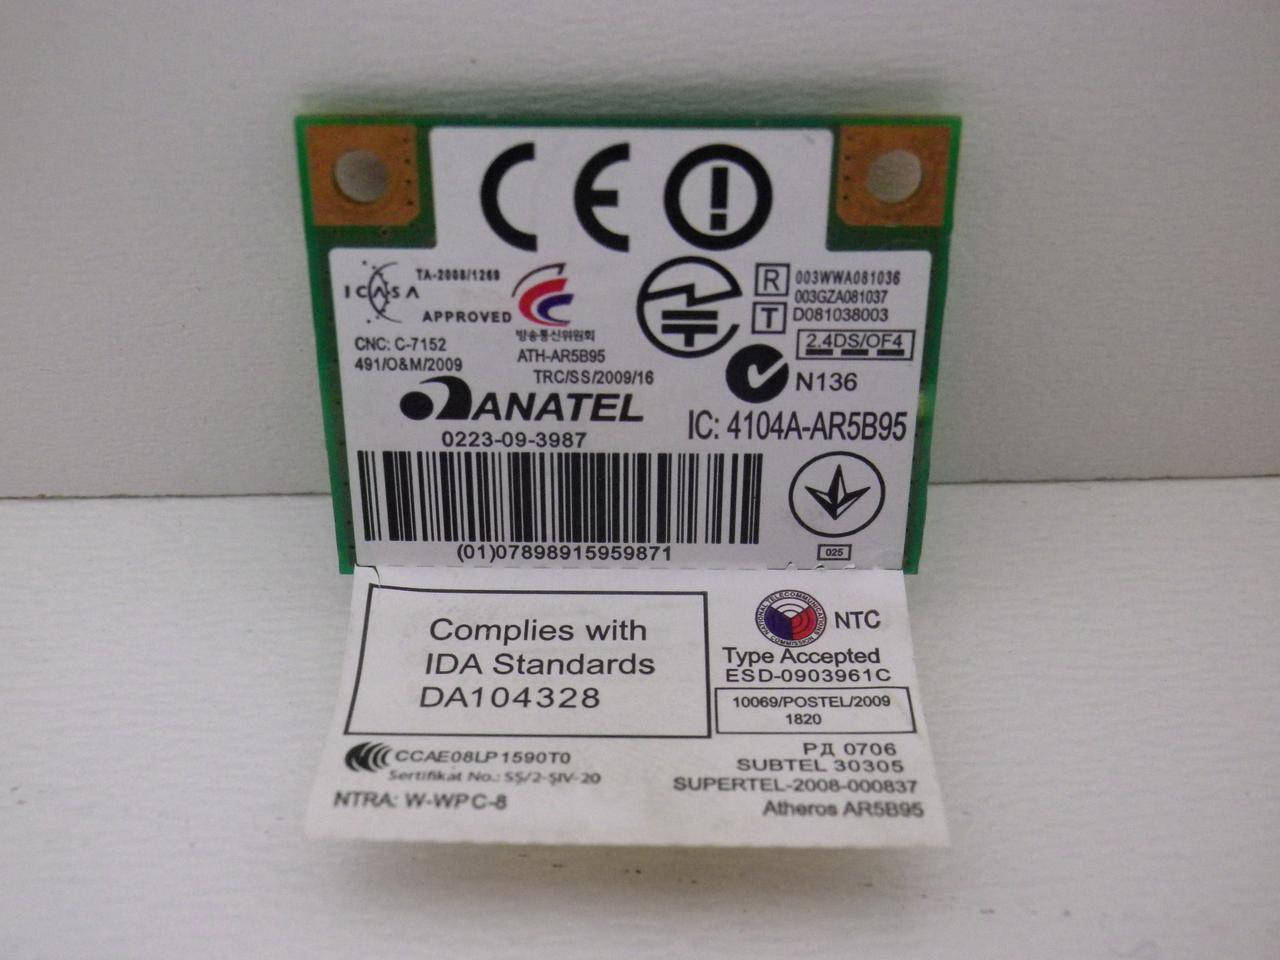 CE
ICASA TA-2008/1269
APPROVED
방송통신위원회
R 003WWA081036
003GZA081037
T D081038003
2.4DS/OF4
CNC: C-7152
491/O&M/2009
ATH-AR5B95
TRC/SS/2009/16
N136
ANATEL
0223-09-3987
IC: 4104A-AR5B95
(01)07898915959871
025
Complies with
IDA Standards
DA104328
NATIONAL TELECOMMUNICATIONS COMMISSION
NTC
Type Accepted
ESD-0903961C
10069/POSTEL/2009
1820
CCAE08LP1590T0
Sertifikat No.: SS/2-SIV-20
NTRA: W-WPC-8
РД 0706
SUBTEL 30305
SUPERTEL-2008-000837
Atheros AR5B95